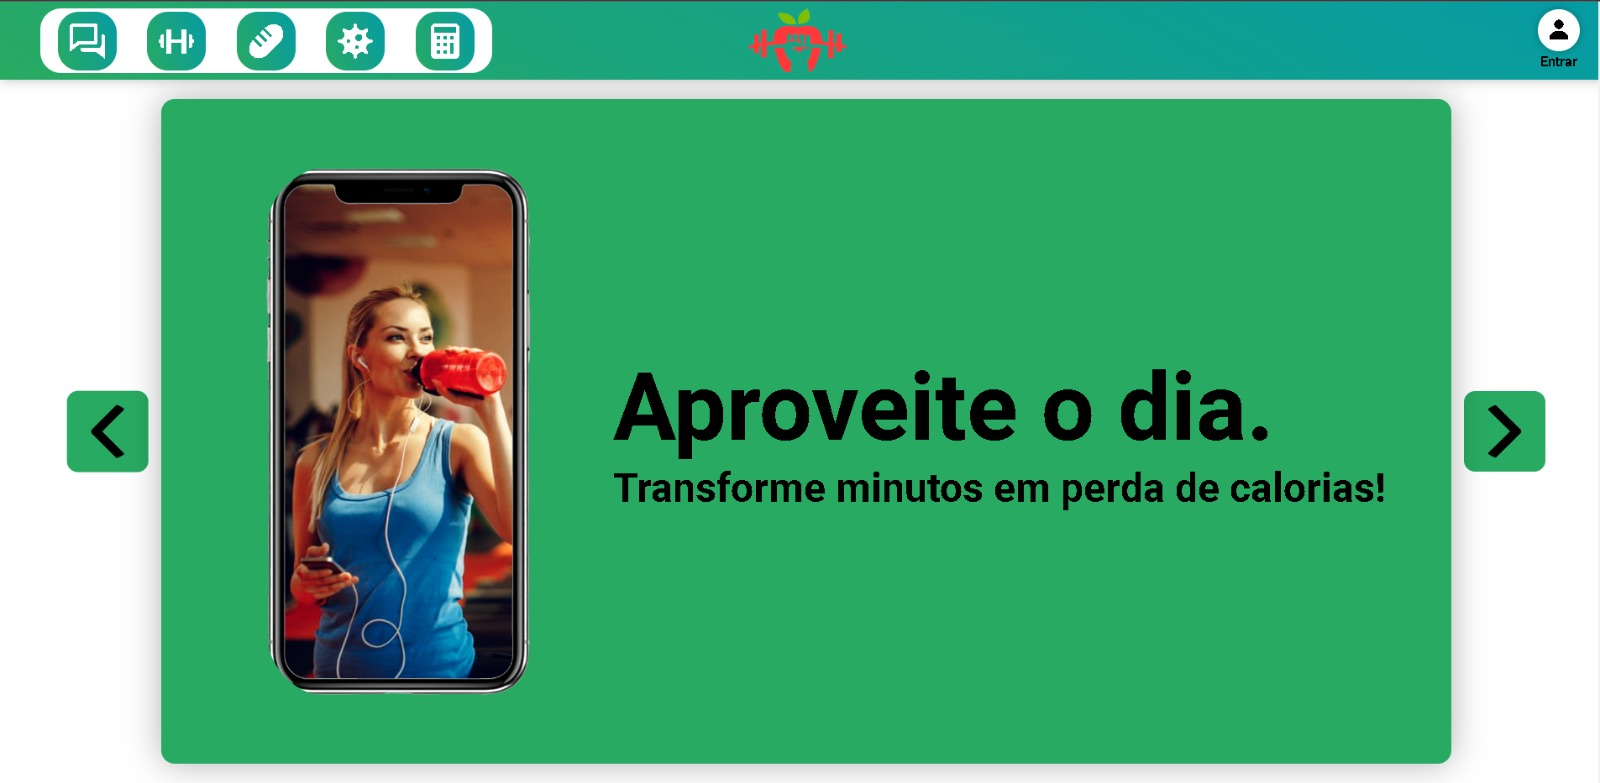 Entrar
Aproveite o dia.
Transforme minutos em perda de calorias!